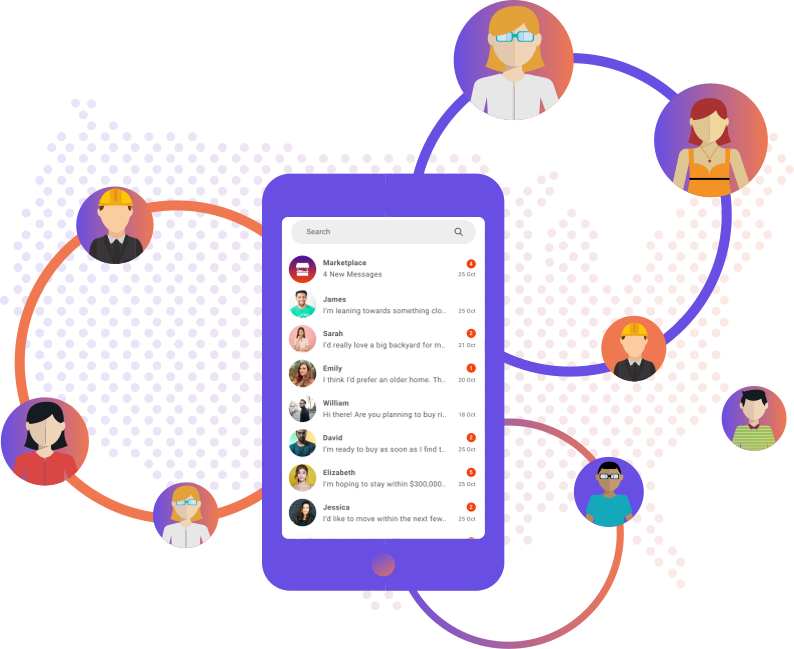 Search
Marketplace
4
4 New Messages
25 Oct
James
I'm leaning towards something clo..
25 Oct
Sarah
2
I'd really love a big backyard for m..
21 Oct
Emily
1
I think I'd prefer an older home. Th..
20 Oct
William
Hi there! Are you planning to buy ri..
18 Oct
David
2
I'm ready to buy as soon as I find t..
25 Oct
Elizabeth
5
I'm hoping to stay within $300,000..
25 Oct
Jessica
2
I'd like to move within the next few..
25 Oct